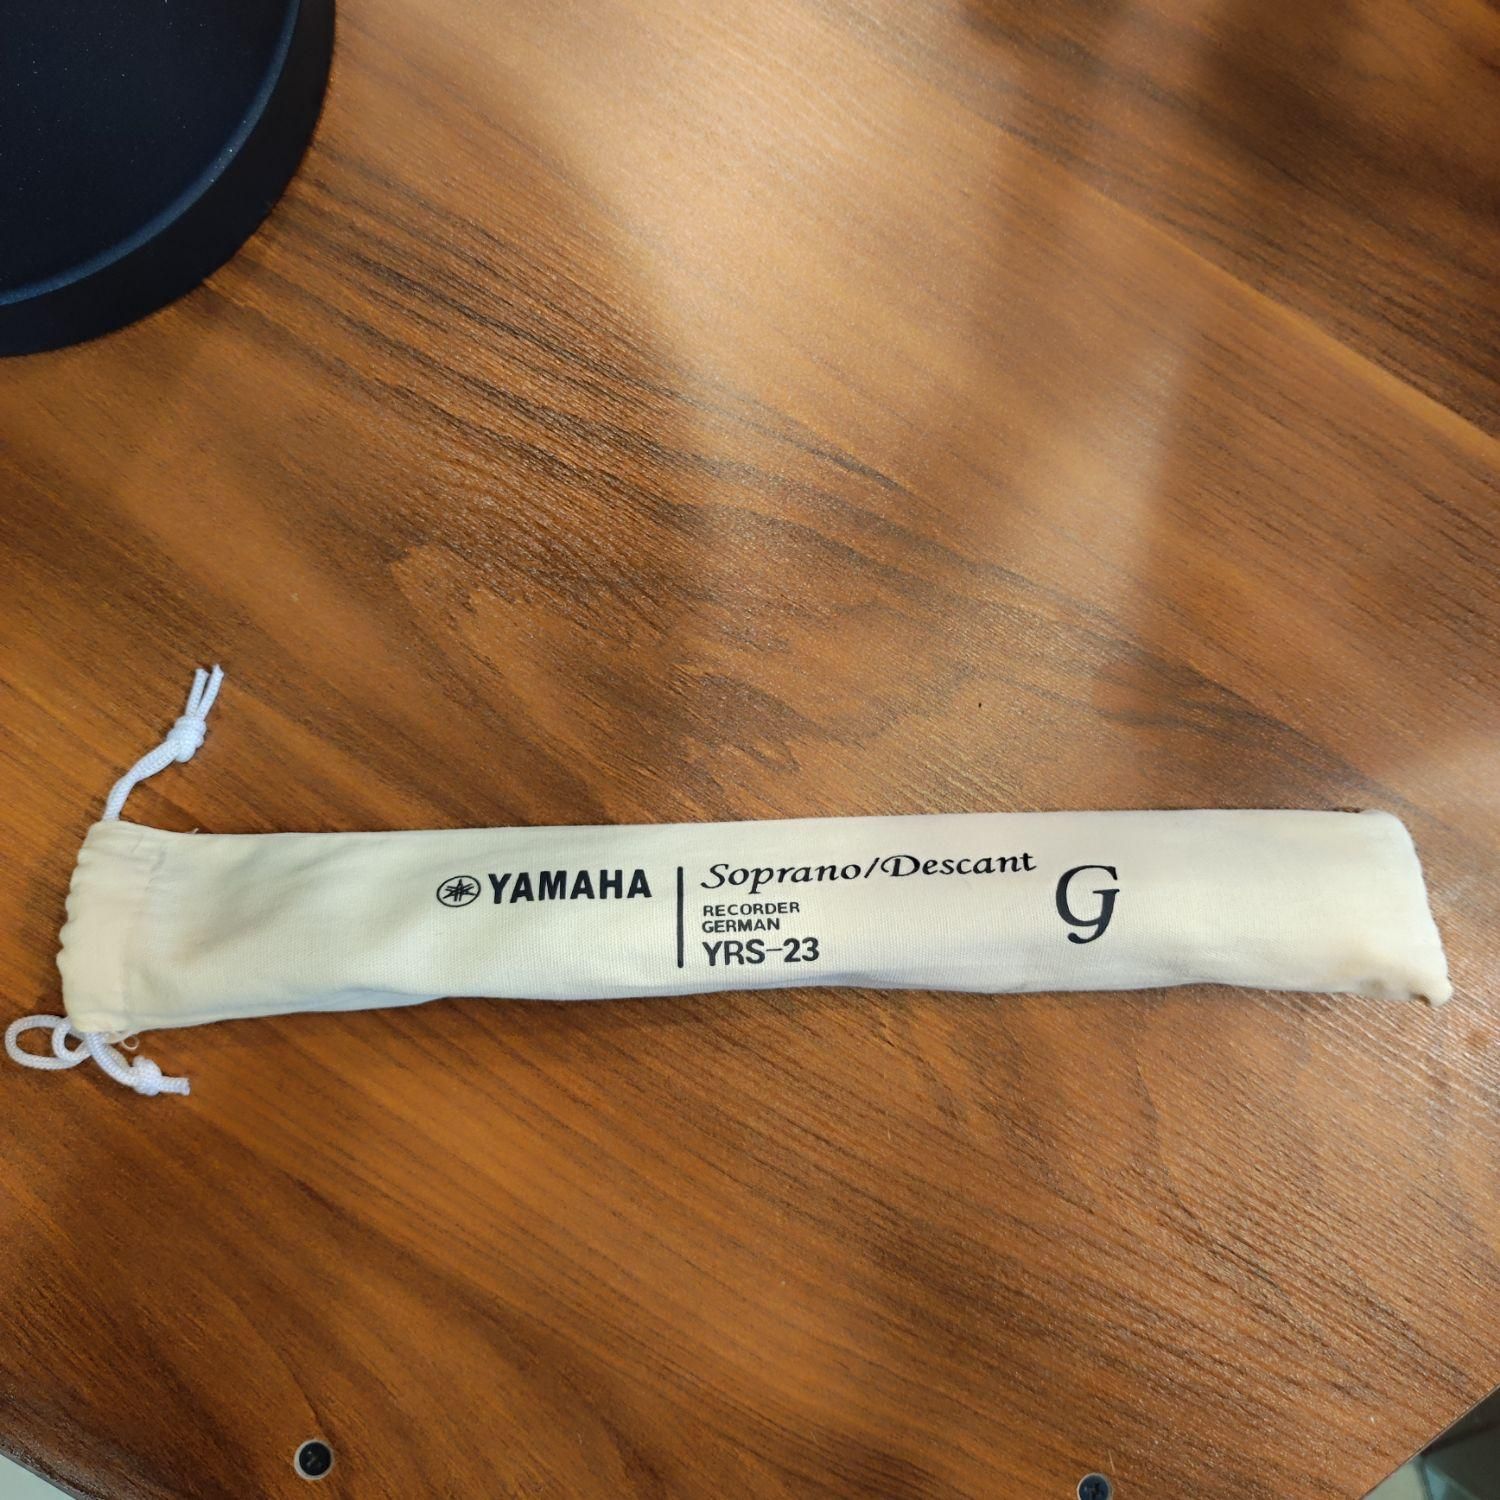 YAMAHA
Soprano/Descant
RECORDER
GERMAN
YRS-23
G